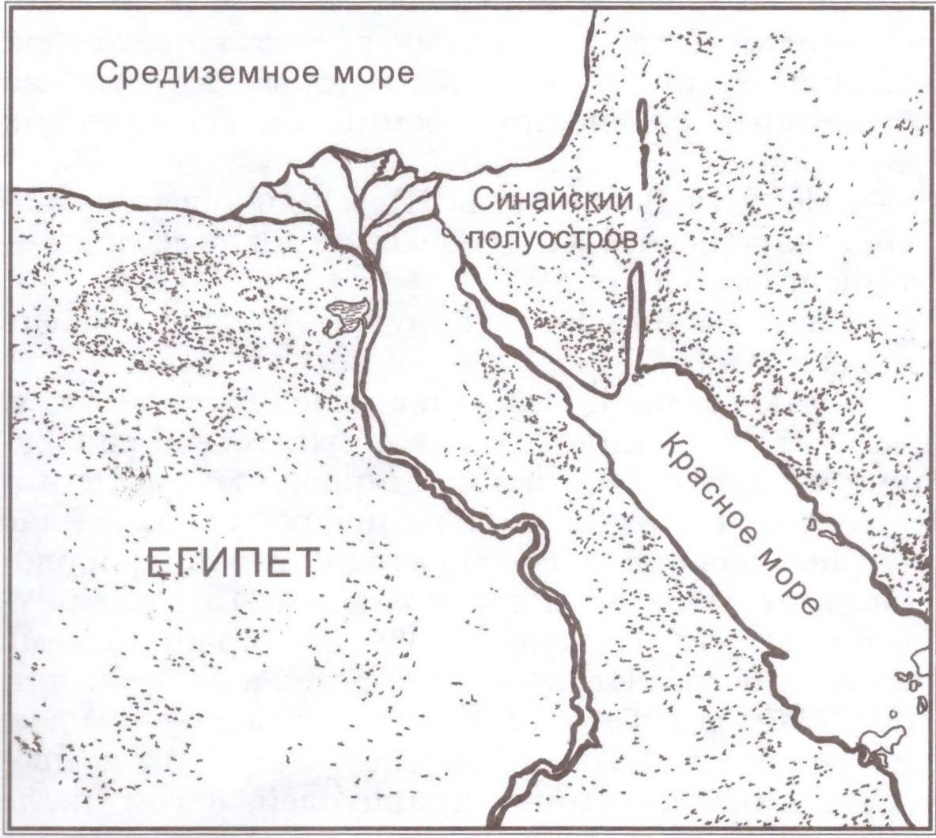 Средиземное море
Синайский
полуостров
Красное море
ЕГИПЕТ